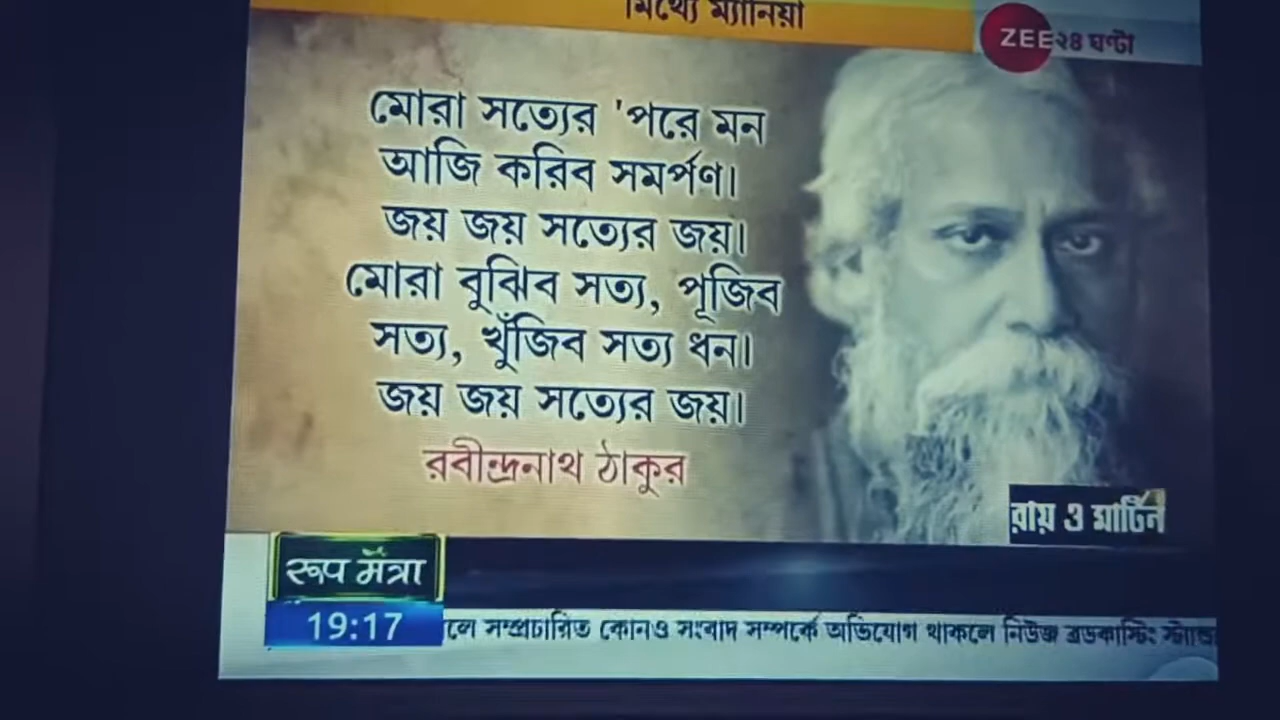 মিথ্যে ম্যানিয়া
ZEE ২৪ ঘণ্টা
মোরা সত্যের 'পরে মন
আজি করিব সমর্পণ।
জয় জয় সত্যের জয়।
মোরা বুঝিব সত্য, পূজিব
সত্য, খুঁজিব সত্য ধন।
জয় জয় সত্যের জয়।
রবীন্দ্রনাথ ঠাকুর
রায় ও মার্টিন
রূপ মঁত্রা
19:17
লে সম্প্রচারিত কোনও সংবাদ সম্পর্কে অভিযোগ থাকলে নিউজ ব্রডকাস্টিং